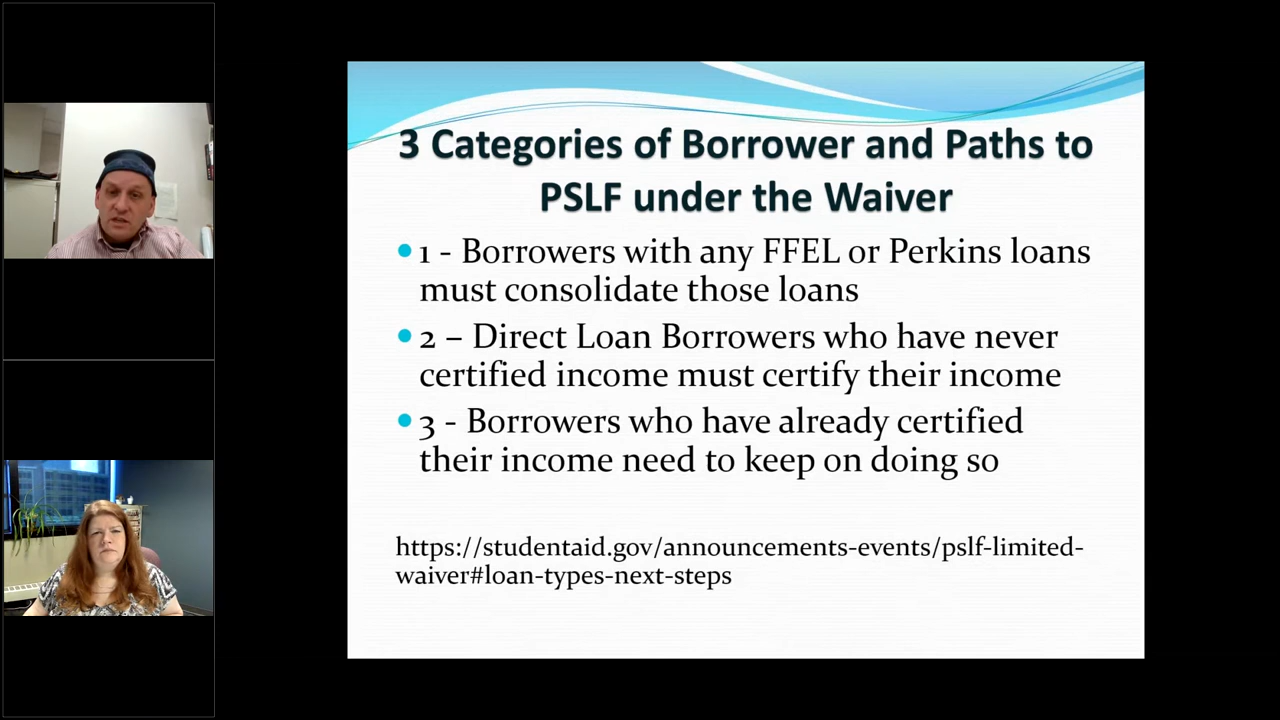 3 Categories of Borrower and Paths to
PSLF under the Waiver
1 - Borrowers with any FFEL or Perkins loans
must consolidate those loans
2 – Direct Loan Borrowers who have never
certified income must certify their income
3 - Borrowers who have already certified
their income need to keep on doing so
https://studentaid.gov/announcements-events/pslf-limited-
waiver#loan-types-next-steps